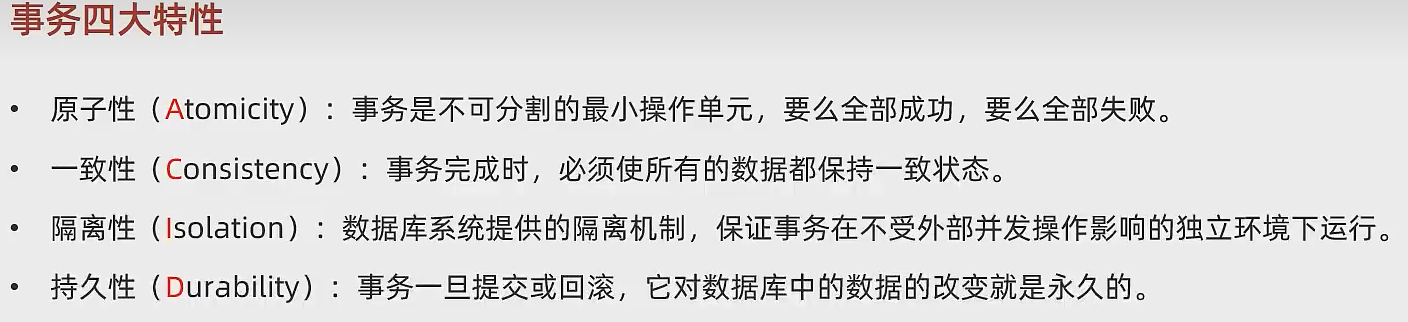 事务四大特性
• 原子性（Atomicity）：事务是不可分割的最小操作单元，要么全部成功，要么全部失败。
• 一致性（Consistency）：事务完成时，必须使所有的数据都保持一致状态。
• 隔离性（Isolation）：数据库系统提供的隔离机制，保证事务在不受外部并发操作影响的独立环境下运行。
• 持久性（Durability）：事务一旦提交或回滚，它对数据库中的数据的改变就是永久的。